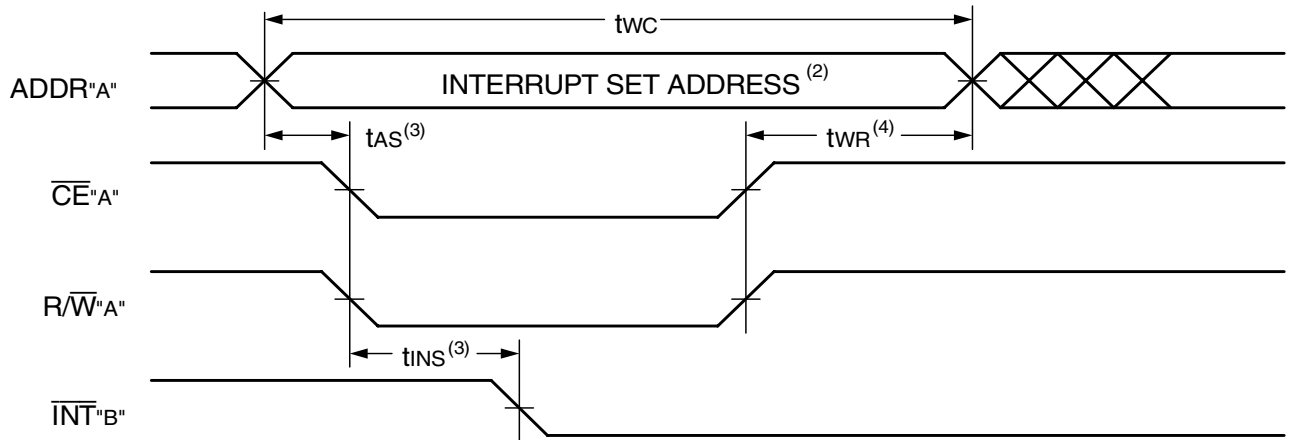 tWC
ADDR"A"
INTERRUPT SET ADDRESS (2)
tAS(3)
tWR(4)
CE"A"
R/W"A"
tINS(3)
INT"B"